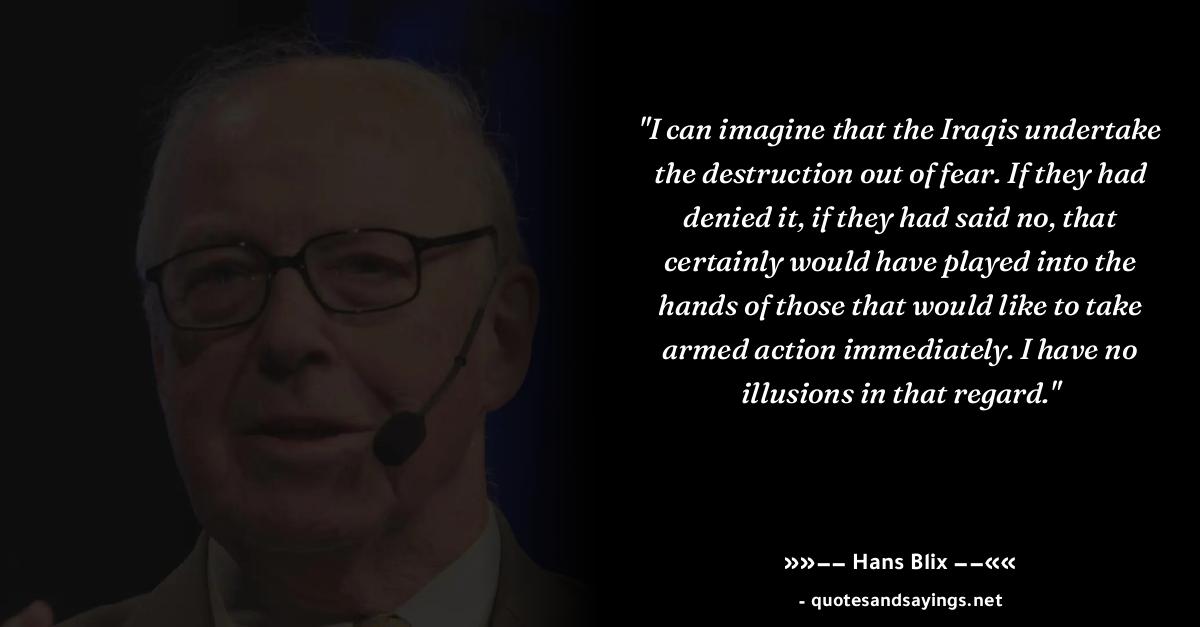 "I can imagine that the Iraqis undertake
the destruction out of fear. If they had
denied it, if they had said no, that
certainly would have played into the
hands of those that would like to take
armed action immediately. I have no
illusions in that regard."
»»—— Hans Blix ——««
- quotesandsayings.net